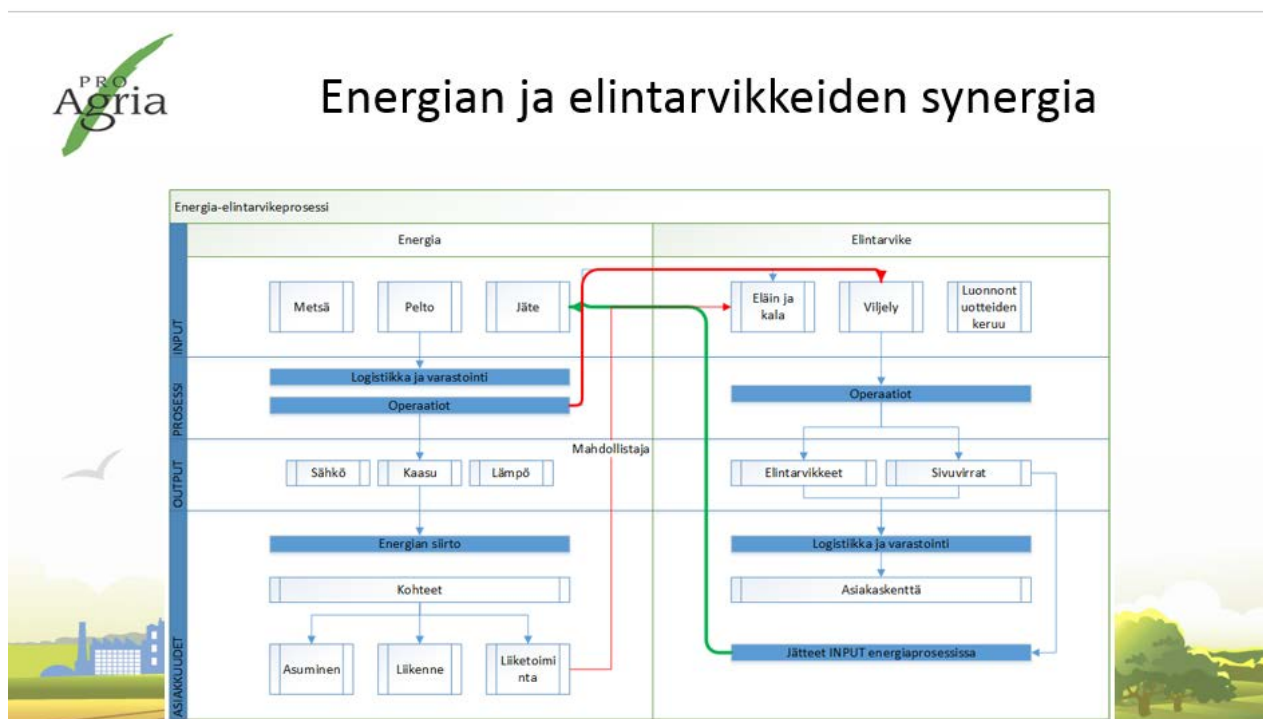 PRO
Agria
Energian ja elintarvikkeiden synergia
Energia-elintarvikeprosessi
Energia
Elintarvike
INPUT
Metsä
Pelto
Jäte
Eläin ja
kala
Viljely
Luonnont
uotteiden
keruu
PROSESSI
Logistiikka ja varastointi
Operaatiot
Operaatiot
Mahdollistaja
OUTPUT
Sähkö
Kaasu
Lämpö
Elintarvikkeet
Sivuvirrat
ASIAKKUUDET
Energian siirto
Logistiikka ja varastointi
Kohteet
Asiakaskenttä
Asuminen
Liikenne
Liiketoimi
nta
Jätteet INPUT energiaprosessissa